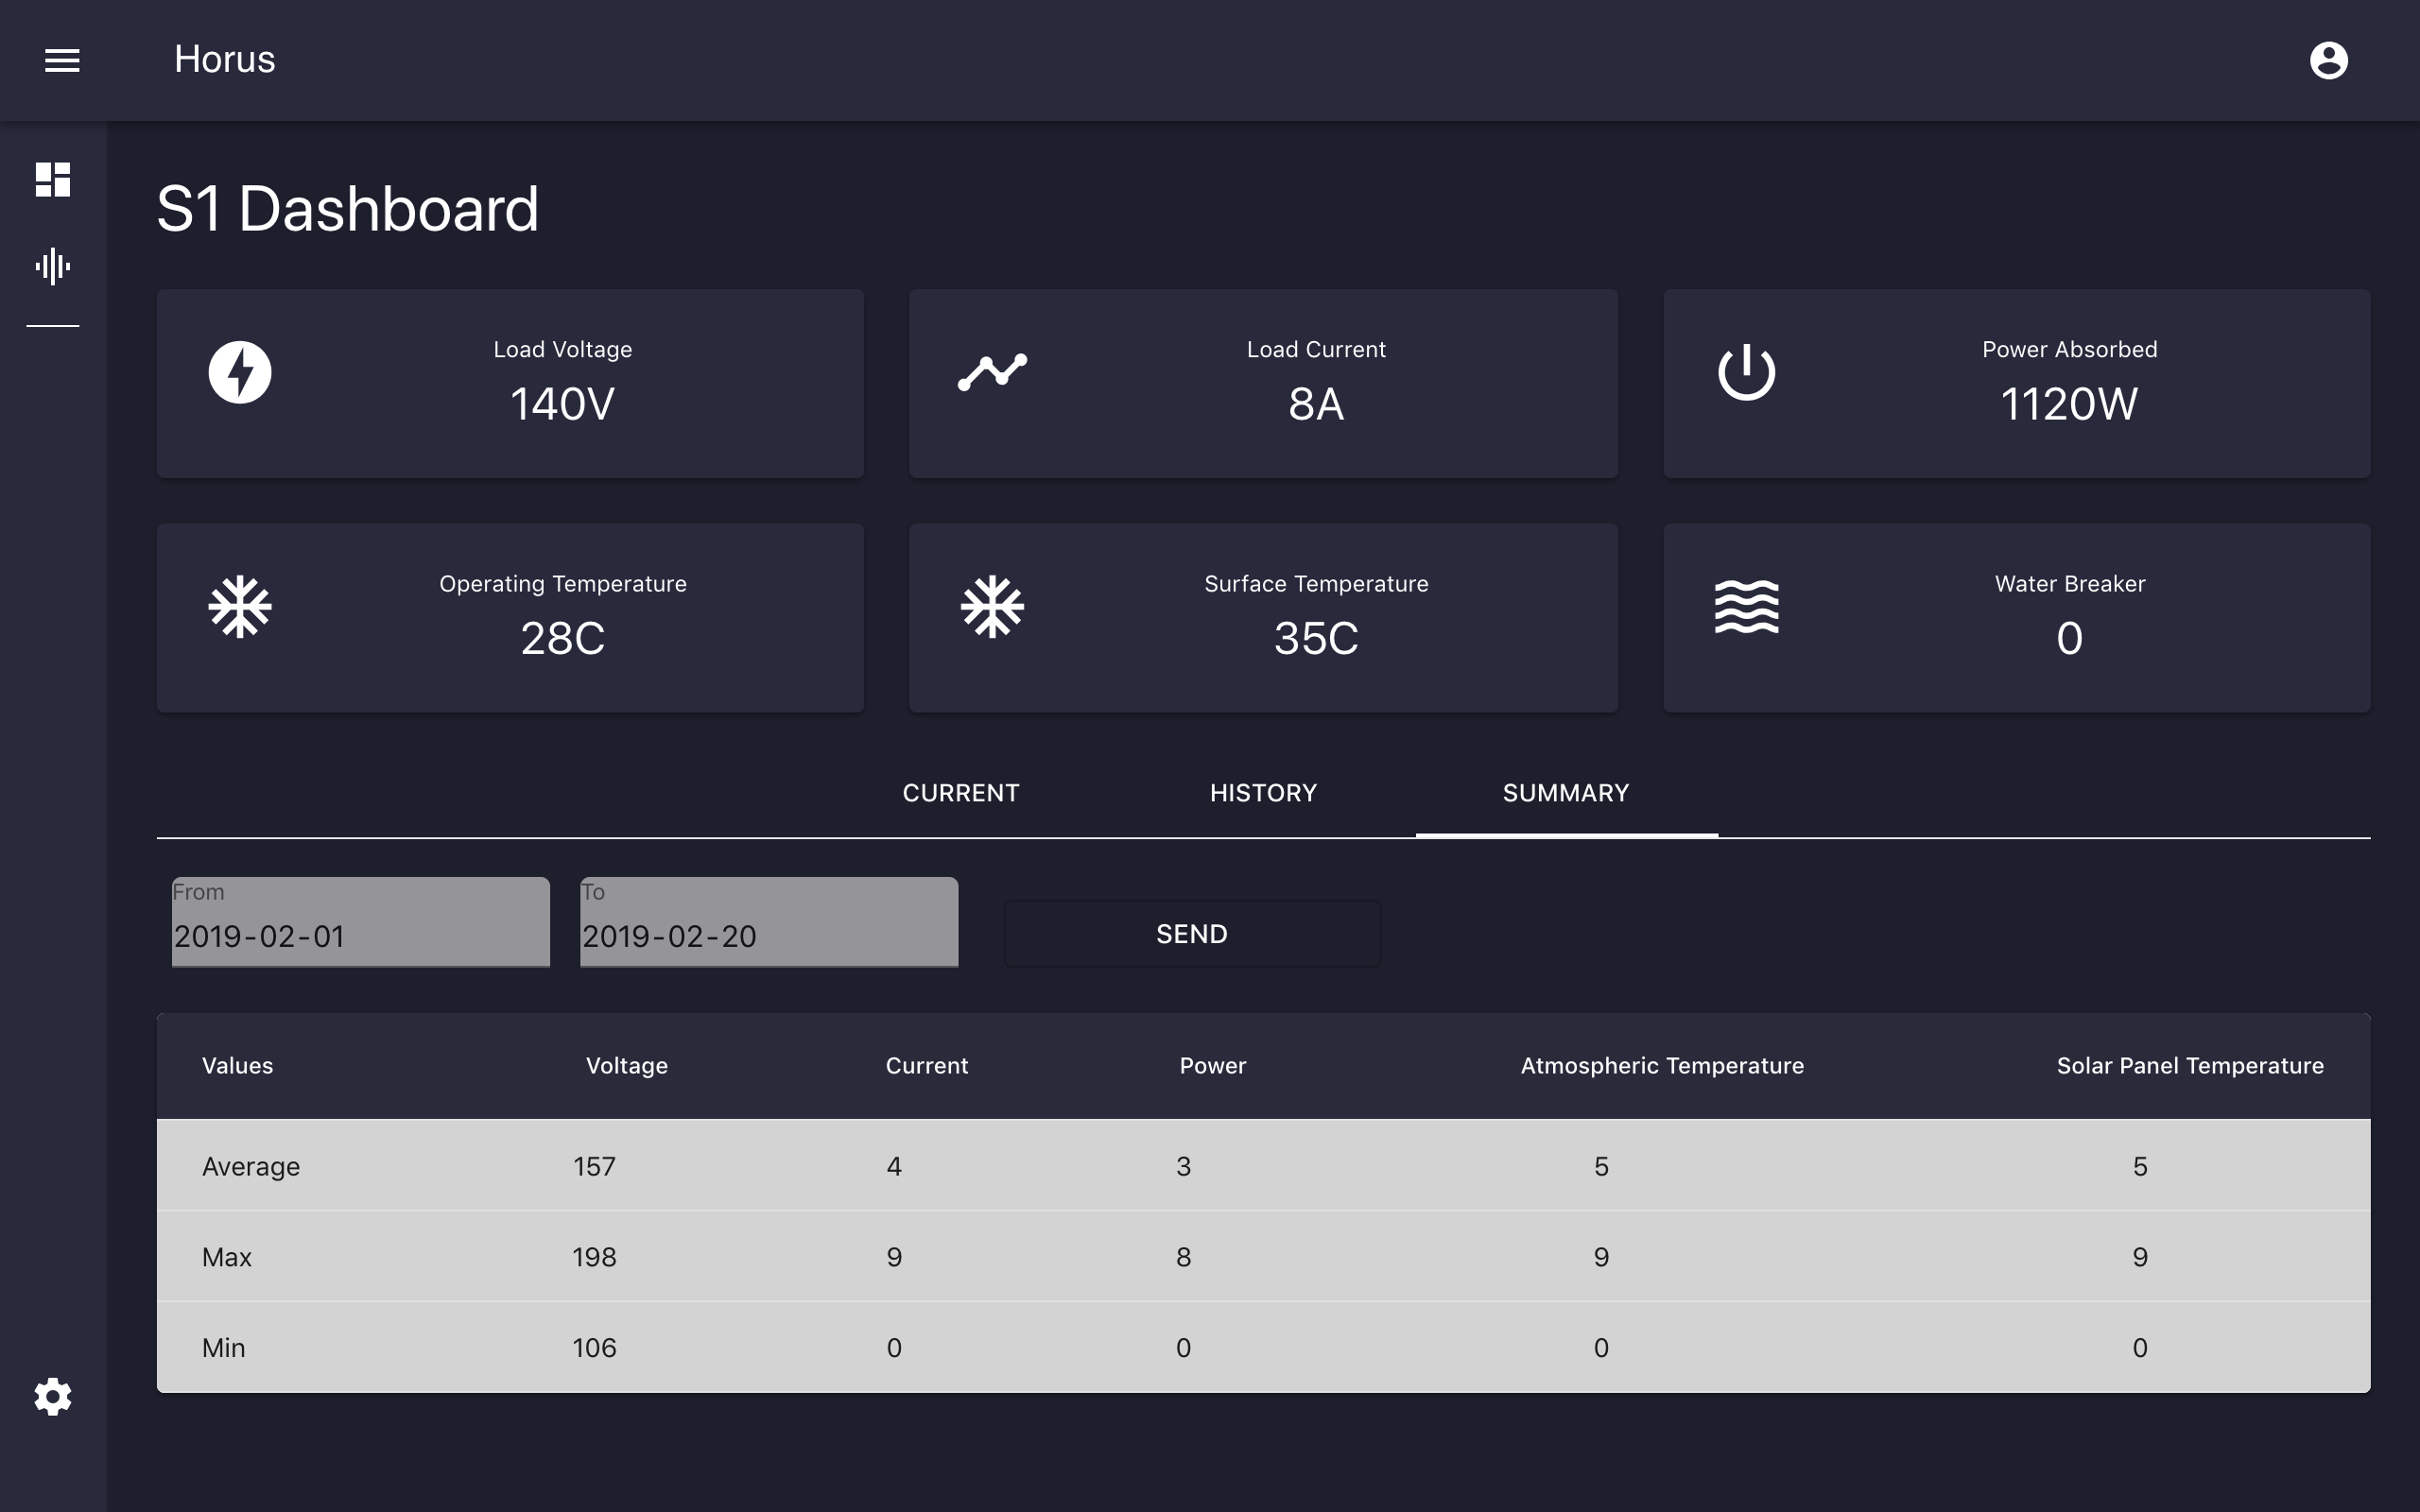 Horus
S1 Dashboard
Load Voltage
140V
Load Current
8A
Power Absorbed
1120W
Operating Temperature
28C
Surface Temperature
35C
Water Breaker
0
CURRENT HISTORY SUMMARY
From
2019-02-01
To
2019-02-20
SEND
Values Voltage Current Power Atmospheric Temperature Solar Panel Temperature
Average 157 4 3 5 5
Max 198 9 8 9 9
Min 106 0 0 0 0